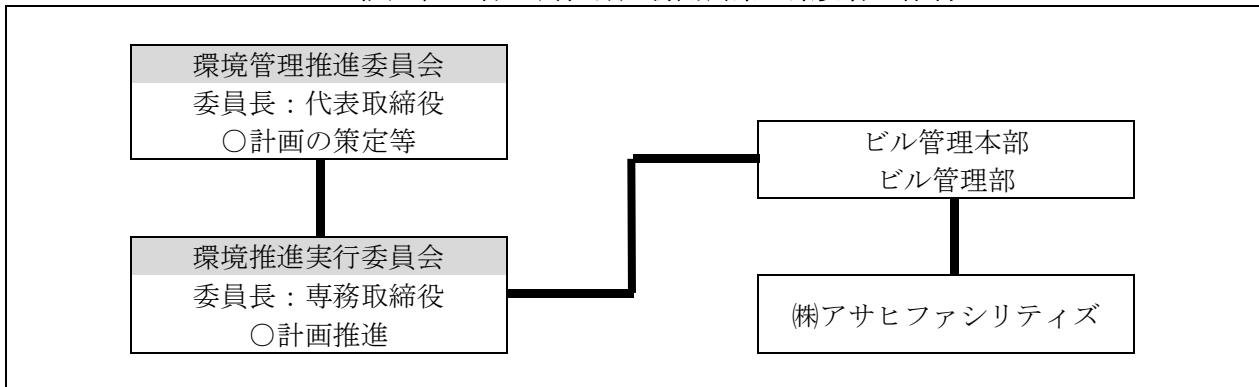 環境管理推進委員会
委員長：代表取締役
○計画の策定等
環境推進実行委員会
委員長：専務取締役
○計画推進
ビル管理本部
ビル管理部
㈱アサヒファシリティズ